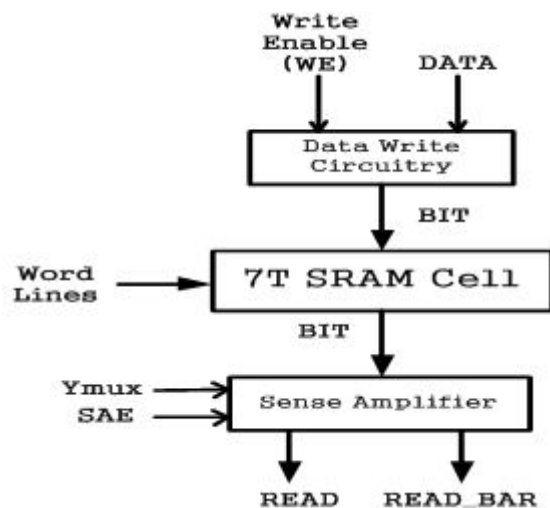 Write
Enable
(WE)
DATA
Data Write
Circuitry
BIT
Word
Lines
7T SRAM Cell
BIT
Ymux
SAE
Sense Amplifier
READ
READ_BAR